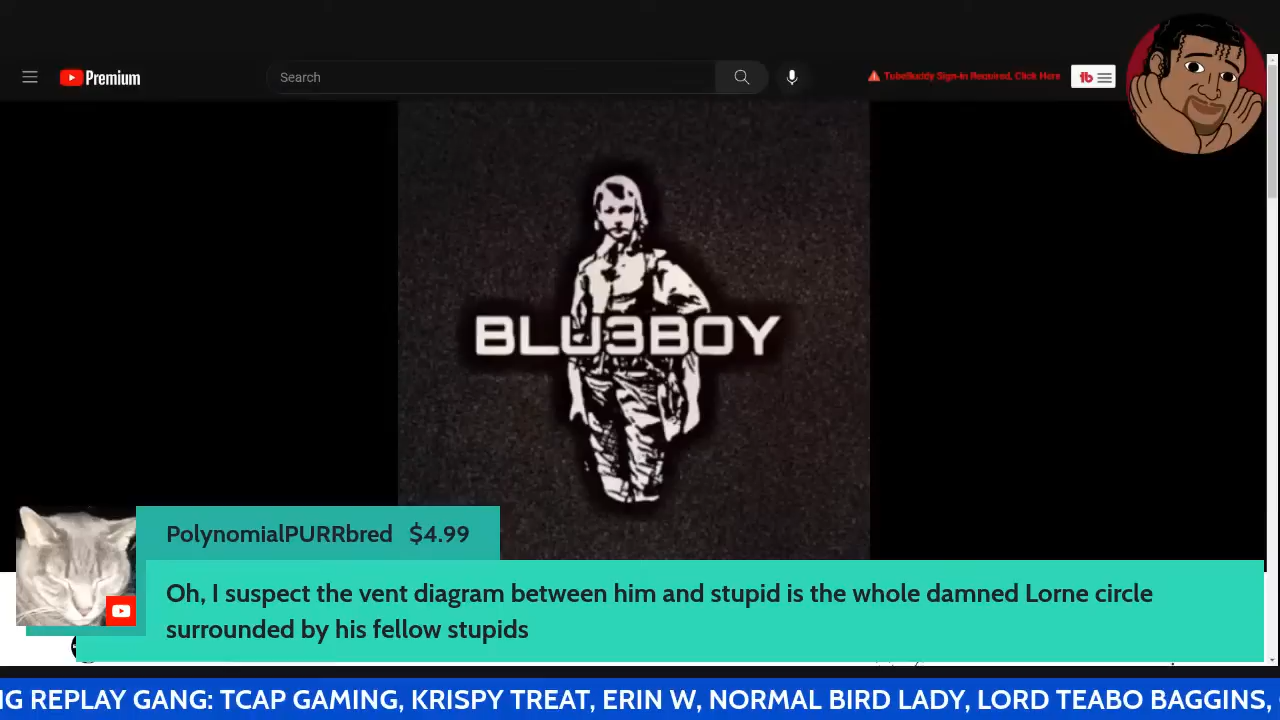 Premium
Search
TubeBuddy Sign-in Required, Click Here
tb
BLU3BOY
PolynomialPURRbred $4.99
Oh, I suspect the vent diagram between him and stupid is the whole damned Lorne circle
surrounded by his fellow stupids
NG REPLAY GANG: TCAP GAMING, KRISPY TREAT, ERIN W, NORMAL BIRD LADY, LORD TEABO BAGGINS,